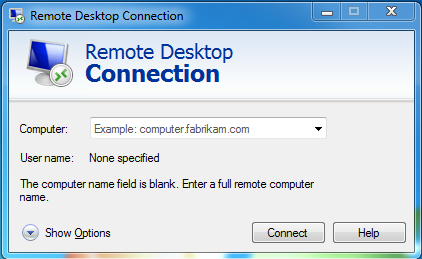 Remote Desktop Connection
Remote Desktop
Connection
Computer: Example: computer.fabrikam.com
User name: None specified
The computer name field is blank. Enter a full remote computer
name.
Show Options Connect Help